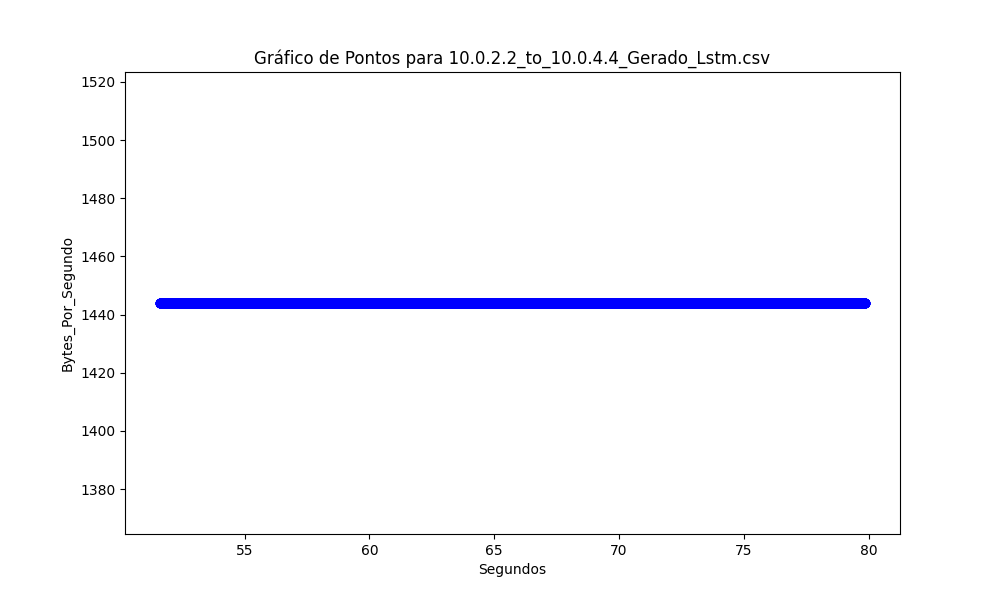 Gráfico de Pontos para 10.0.2.2_to_10.0.4.4_Gerado_Lstm.csv
1520
1500
1480
1460
1440
1420
1400
1380
Bytes_Por_Segundo
55 60 65 70 75 80
Segundos